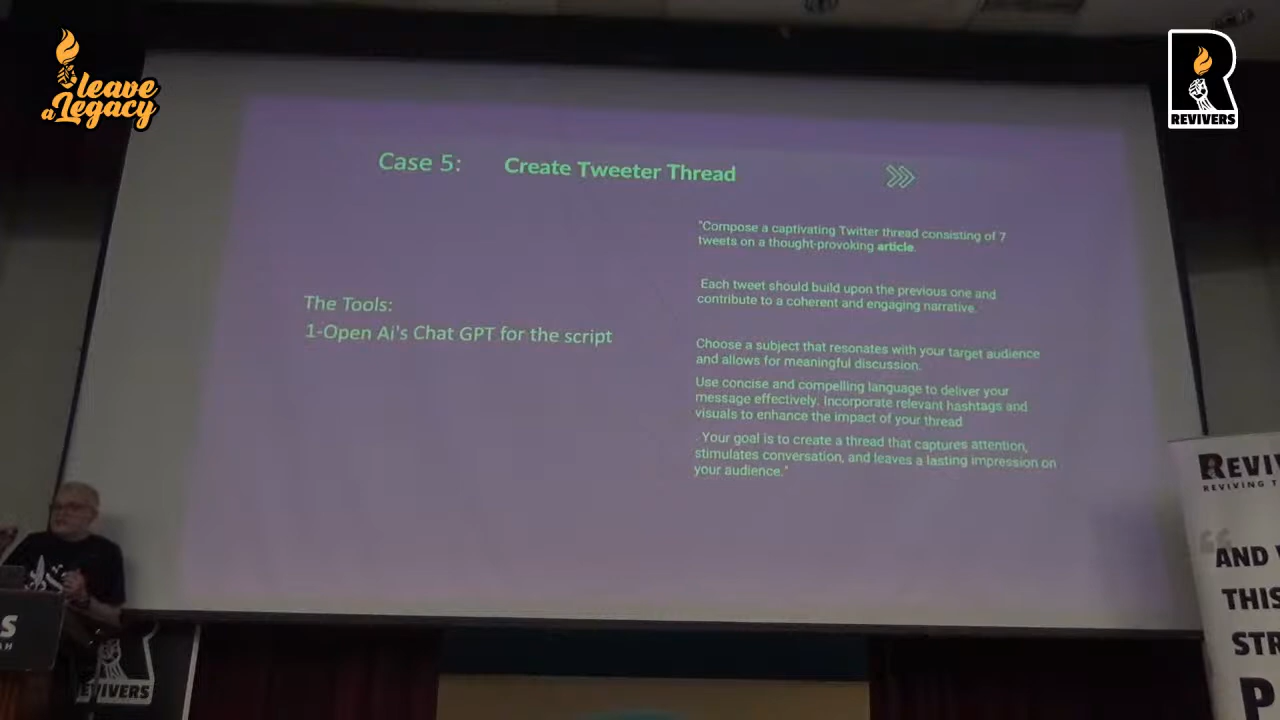 leave
a Legacy
R
REVIVERS
Case 5: Create Tweeter Thread
"Compose a captivating Twitter thread consisting of 7
tweets on a thought-provoking article.
Each tweet should build upon the previous one and
contribute to a coherent and engaging narrative.
The Tools:
1-Open Ai's Chat GPT for the script
Choose a subject that resonates with your target audience
and allows for meaningful discussion.
Use concise and compelling language to deliver your
message effectively. Incorporate relevant hashtags and
visuals to enhance the impact of your thread
. Your goal is to create a thread that captures attention,
stimulates conversation, and leaves a lasting impression on
your audience."
REVI
REVIVING T
“
AND
THIS
STR
P
S
AH
EVIVERS